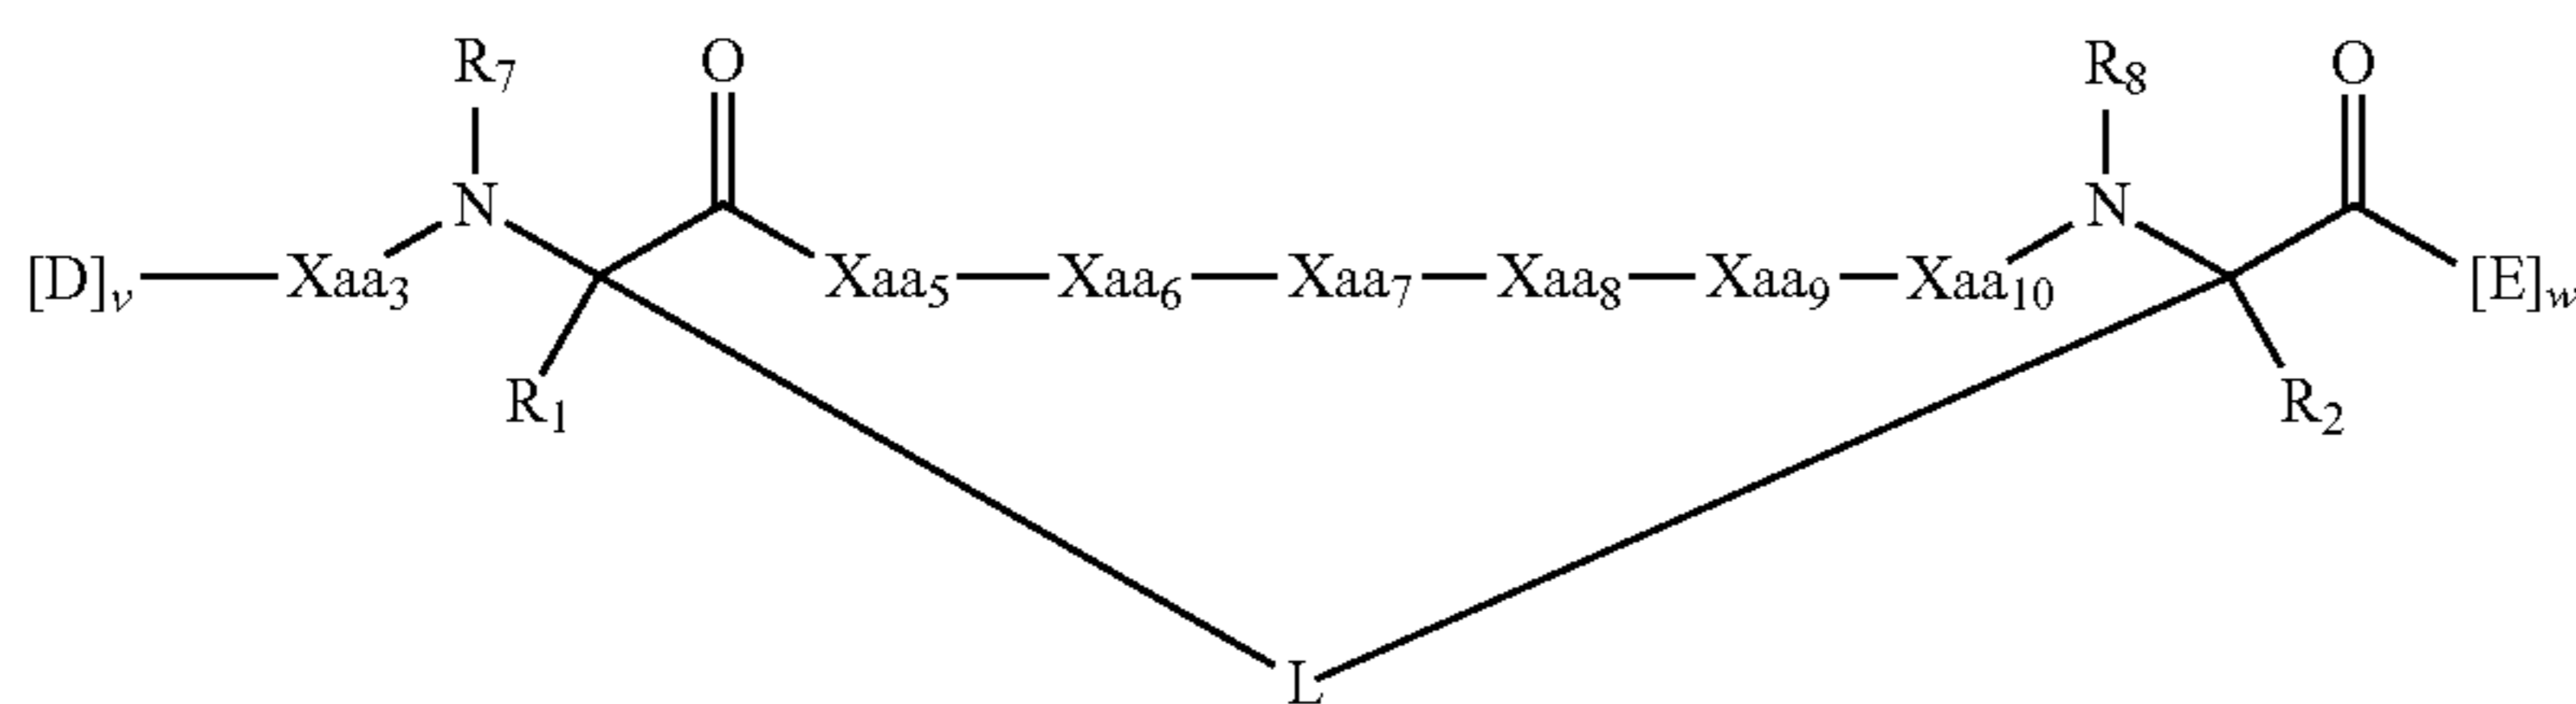 R₇ O R₈ O
N N
[D]ᵥ Xaa₃ Xaa₅ Xaa₆ Xaa₇ Xaa₈ Xaa₉ Xaa₁₀ [E]w
R₁ R₂
L